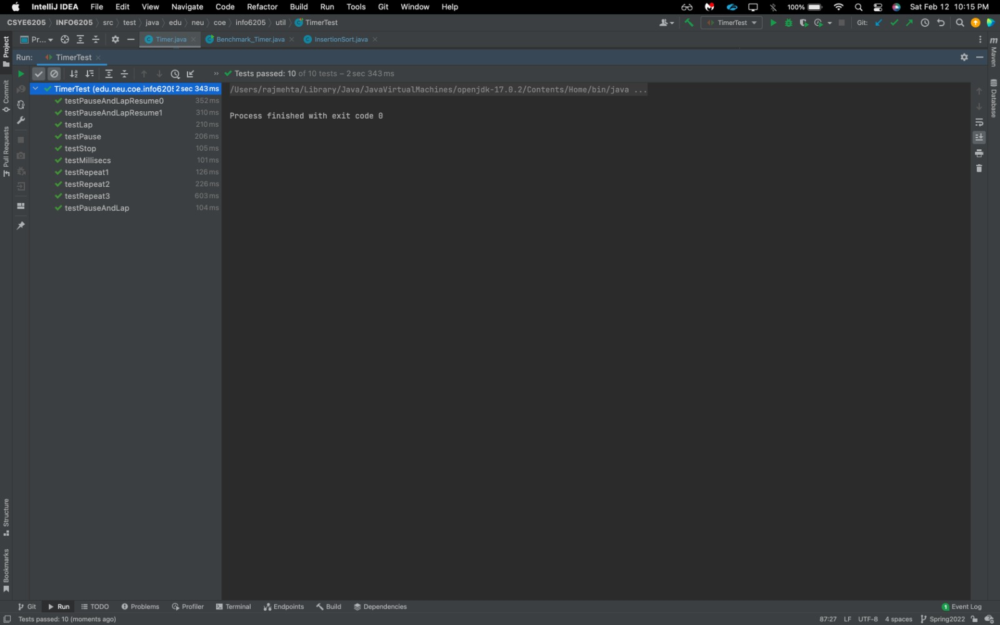 IntelliJ IDEA File Edit View Navigate Code Refactor Build Run Tools Git Window Help 100% Sat Feb 12 10:15 PM
CSYE6205 INFO6205 src test java edu neu coe info6205 util TimerTest TimerTest Git:
Pr... Timer.java Benchmark_Timer.java InsertionSort.java
Run: TimerTest
Tests passed: 10 of 10 tests – 2 sec 343 ms
TimerTest (edu.neu.coe.info6205 2 sec 343 ms
testPauseAndLapResume0 352 ms
testPauseAndLapResume1 310 ms
testLap 210 ms
testPause 206 ms
testStop 105 ms
testMillisecs 101 ms
testRepeat1 126 ms
testRepeat2 226 ms
testRepeat3 603 ms
testPauseAndLap 104 ms
/Users/rajmehta/Library/Java/JavaVirtualMachines/openjdk-17.0.2/Contents/Home/bin/java ...
Process finished with exit code 0
Project
Commit
Pull Requests
Structure
Bookmarks
m
Maven
Database
Git Run TODO Problems Profiler Terminal Endpoints Build Dependencies 1 Event Log
Tests passed: 10 (moments ago) 87:27 LF UTF-8 4 spaces Spring2022